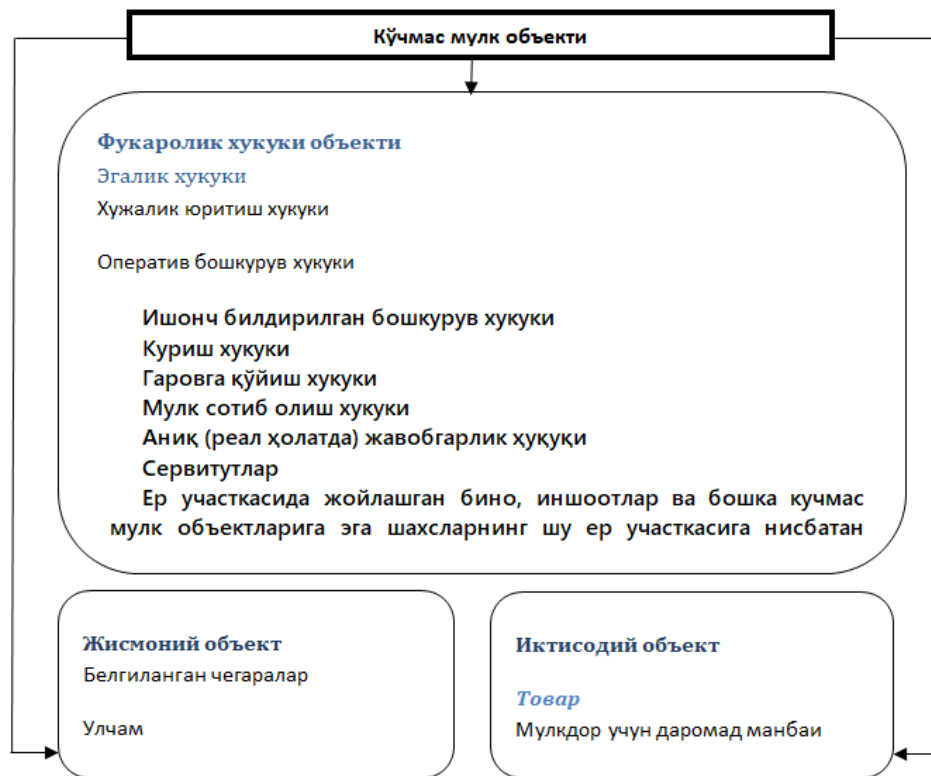 Кўчмас мулк объекти
Фукаролик хукуки объекти
Эгалик хукуки
Хужалик юритиш хукуки
Оператив бошкурув хукуки
Ишонч билдирилган бошкурув хукуки
Куриш хукуки
Гаровга қўйиш хукуки
Мулк сотиб олиш хукуки
Аниқ (реал ҳолатда) жавобгарлик ҳуқуқи
Сервитутлар
Ер участкасида жойлашган бино, иншоотлар ва бошка кучмас
мулк объектларига эга шахсларнинг шу ер участкасига нисбатан
Жисмоний объект
Белгиланган чегаралар
Улчам
Иктисодий объект
Товар
Мулкдор учун даромад манбаи